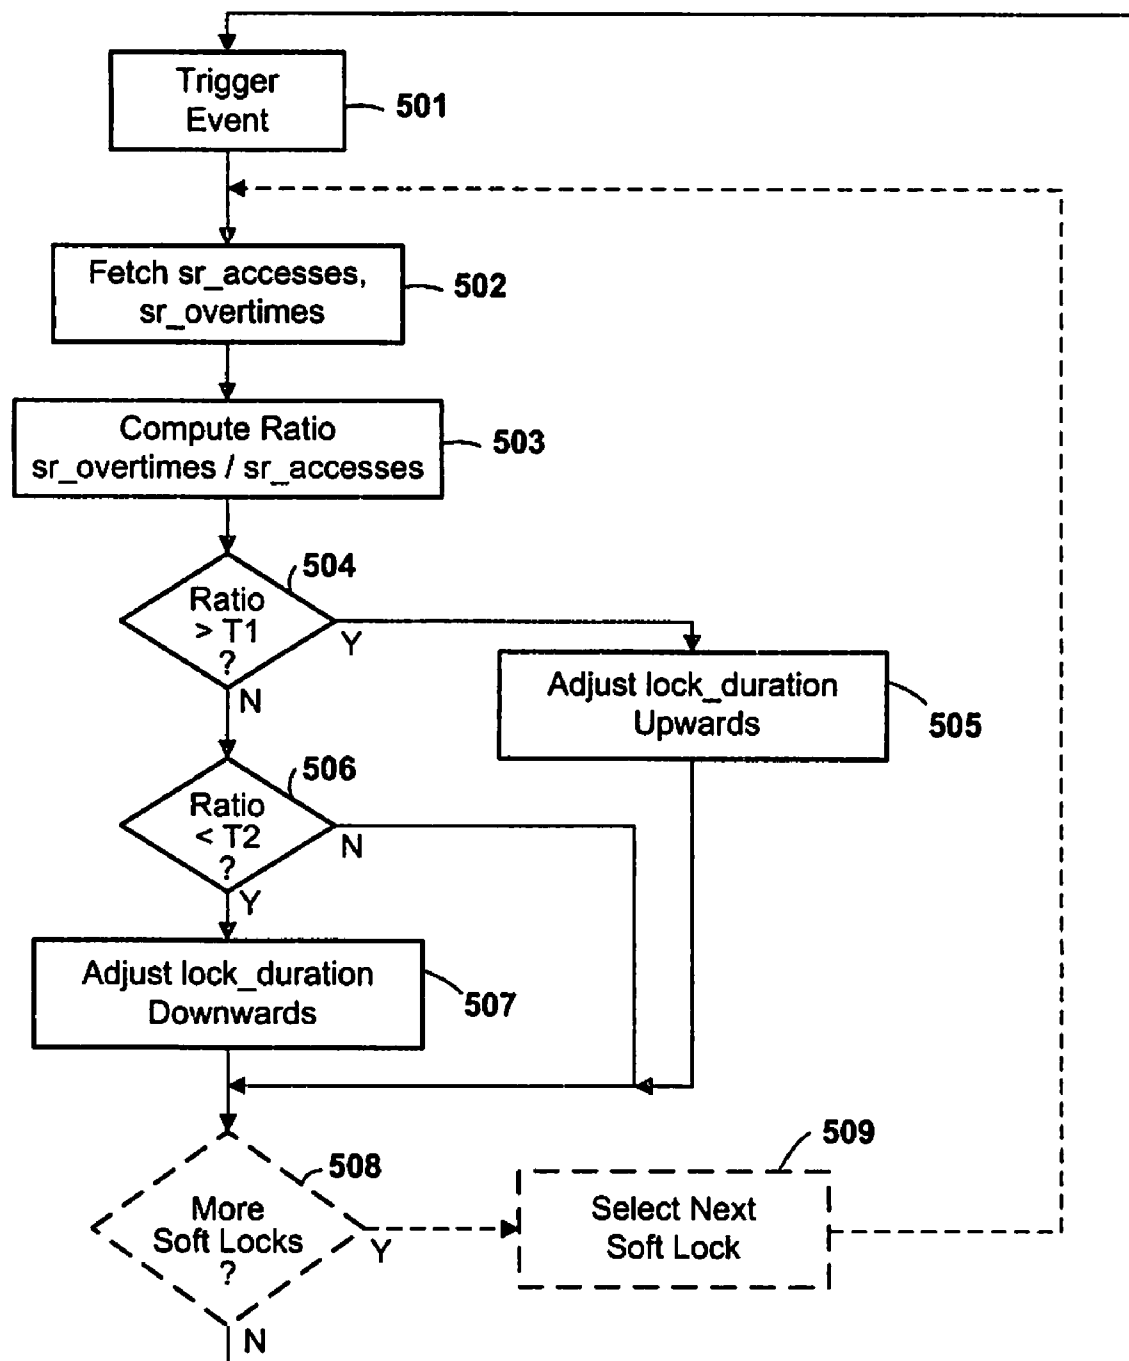 Trigger
Event
501
Fetch sr_accesses,
sr_overtimes
502
Compute Ratio
sr_overtimes / sr_accesses
503
504
Ratio
> T1
?
Y
N
Adjust lock_duration
Upwards
505
506
Ratio
< T2
?
N
Y
Adjust lock_duration
Downwards
507
508
More
Soft Locks
?
Y
N
509
Select Next
Soft Lock